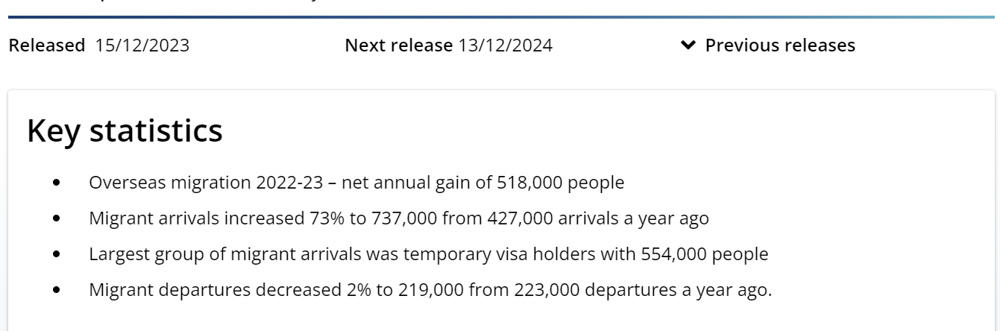 Released 15/12/2023 Next release 13/12/2024 Previous releases
Key statistics
Overseas migration 2022-23 – net annual gain of 518,000 people
Migrant arrivals increased 73% to 737,000 from 427,000 arrivals a year ago
Largest group of migrant arrivals was temporary visa holders with 554,000 people
Migrant departures decreased 2% to 219,000 from 223,000 departures a year ago.